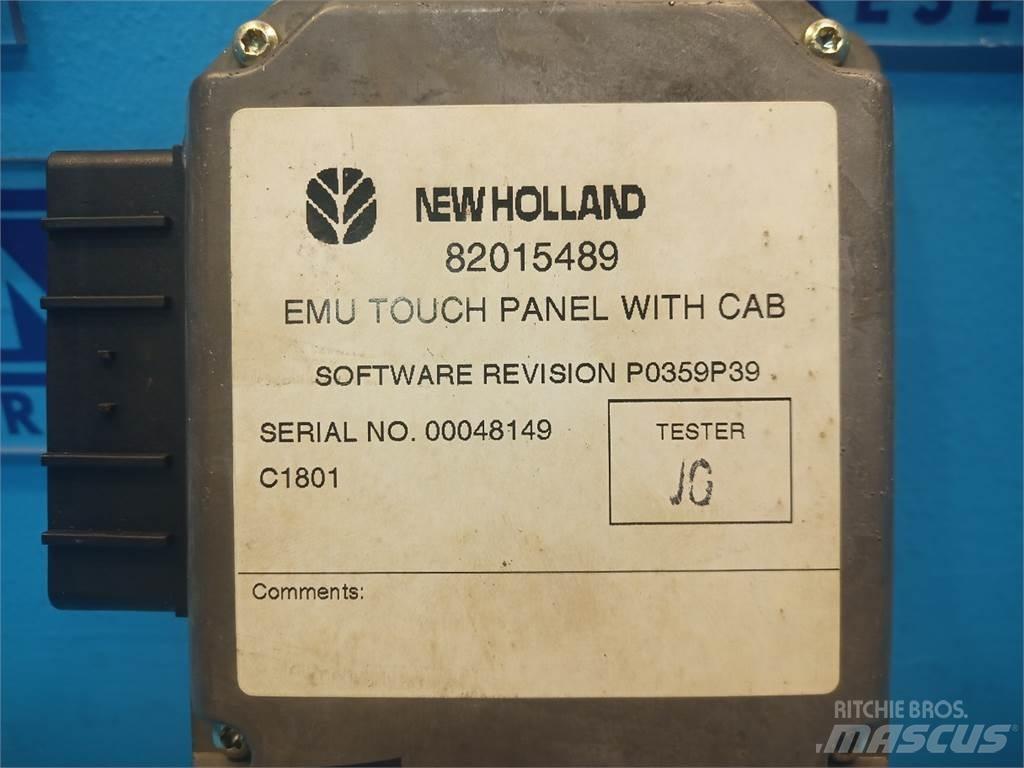 ESE
R
NEW HOLLAND
82015489
EMU TOUCH PANEL WITH CAB
SOFTWARE REVISION P0359P39
SERIAL NO. 00048149
TESTER
C1801
JG
Comments:
RITCHIE BROS.
MASCUS